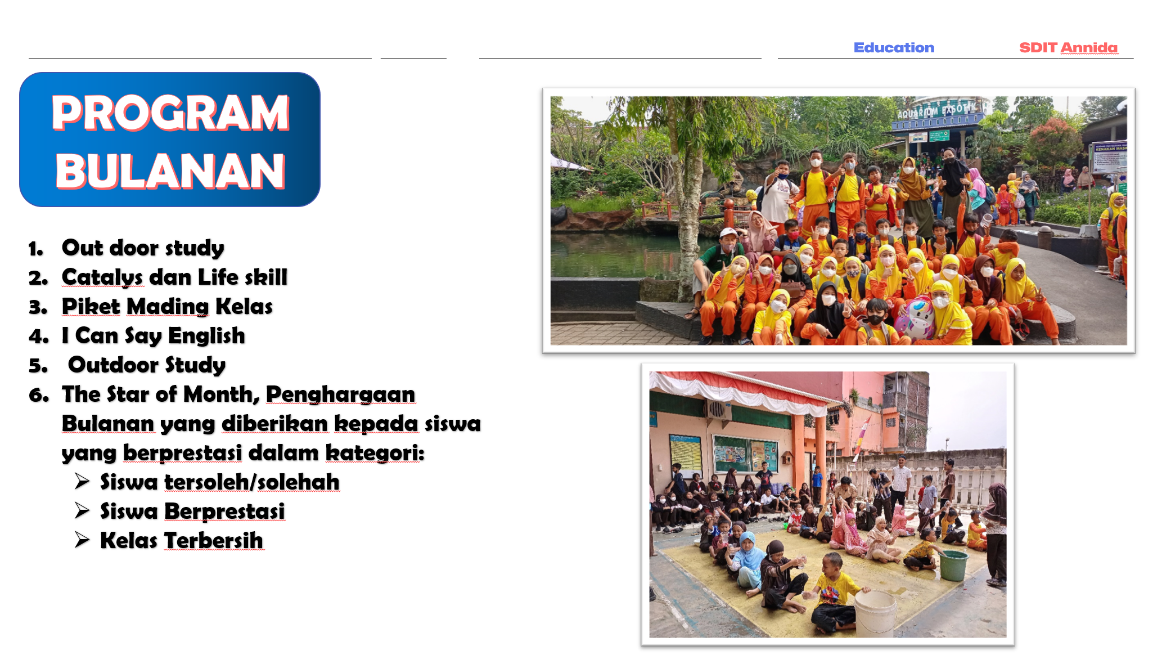 Education
SDIT Annida
PROGRAM
BULANAN
1. Out door study
2. Catalys dan Life skill
3. Piket Mading Kelas
4. I Can Say English
5. Outdoor Study
6. The Star of Month, Penghargaan
Bulanan yang diberikan kepada siswa
yang berprestasi dalam kategori:
➢ Siswa tersoleh/solehah
➢ Siswa Berprestasi
➢ Kelas Terbersih